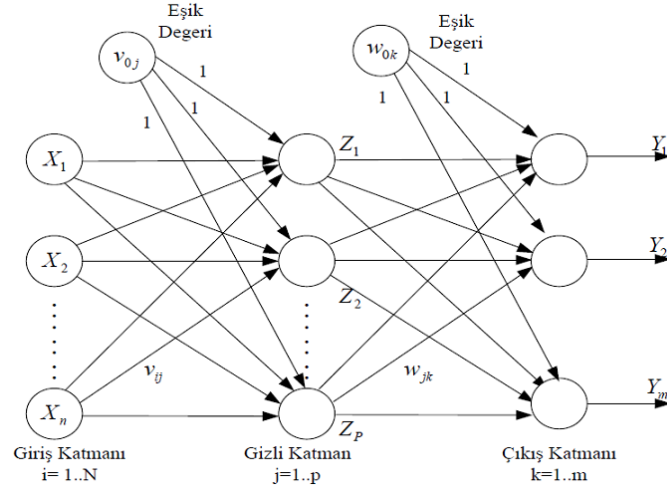 Eşik
Degeri
Eşik
Degeri
v0j
w0k
1
1
1
1
1
1
X1
Z1
Y1
X2
Z2
Y2
vij
wjk
Xn
ZP
Ym
Giriş Katmanı
i= 1..N
Gizli Katman
j=1..p
Çıkış Katmanı
k=1..m